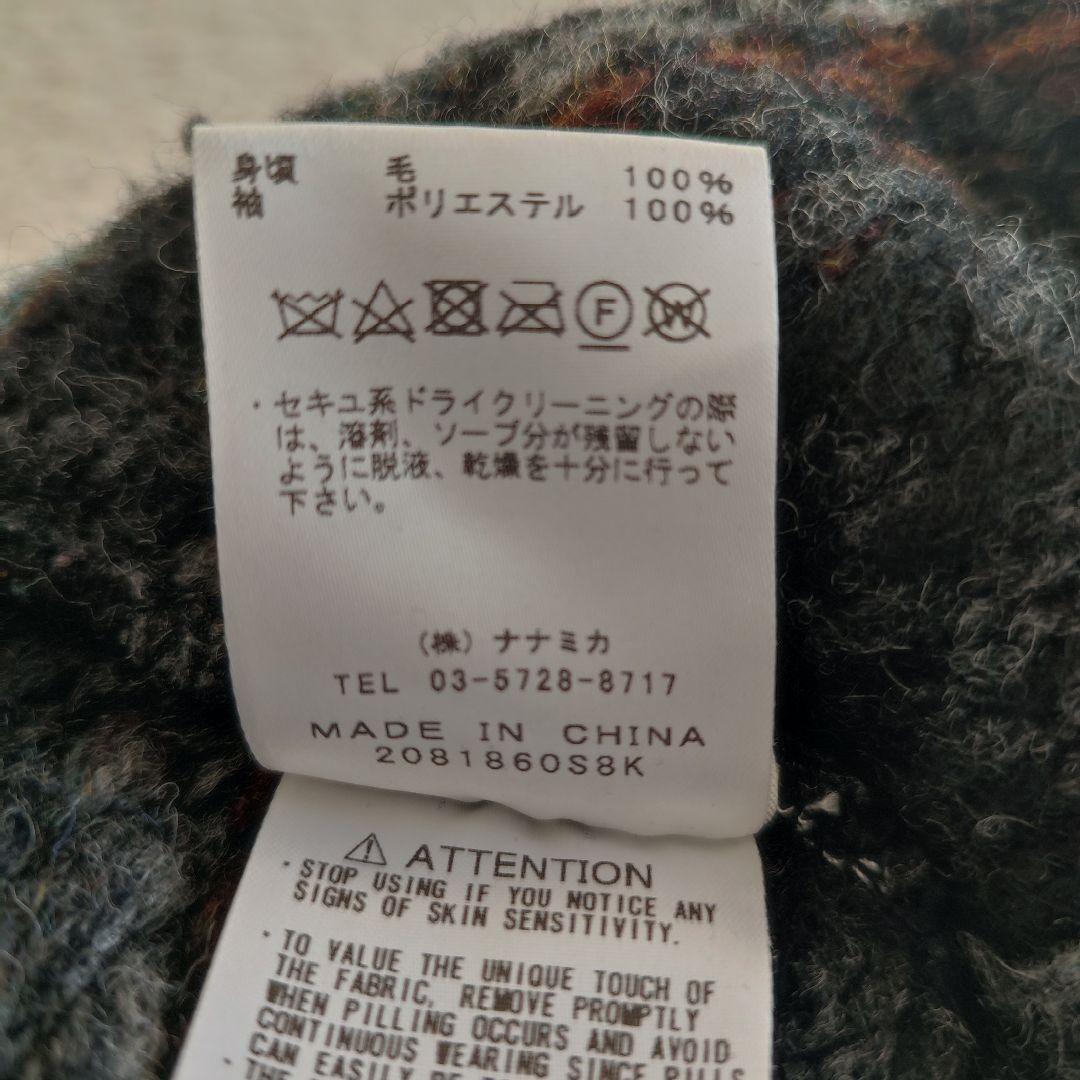 身頃 毛 100%
袖 ポリエステル 100%
F W
・セキユ系ドライクリーニングの際
は、溶剤、ソープ分が残留しない
ように脱液、乾燥を十分に行って
下さい。
(株) ナナミカ
TEL 03-5728-8717
MADE IN CHINA
2081860S8K
ATTENTION
・STOP USING IF YOU NOTICE ANY
SIGNS OF SKIN SENSITIVITY.
・TO VALUE THE UNIQUE TOUCH OF
THE FABRIC, REMOVE PROMPTLY
WHEN PILLING OCCURS AND AVOID
CONTINUOUS WEARING SINCE PILLS
CAN EASILY BE
・THE